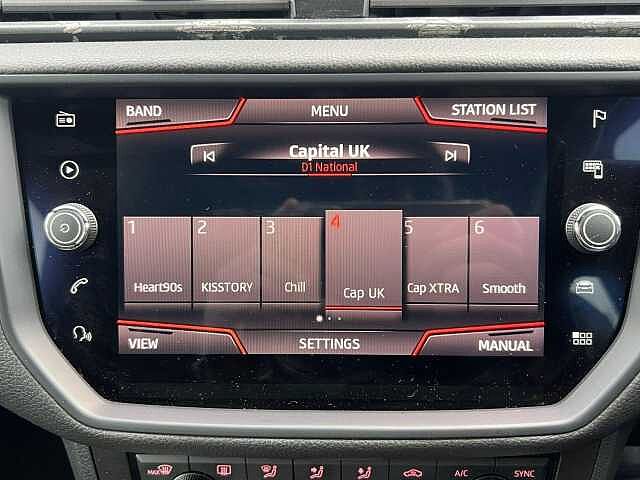 BAND MENU STATION LIST
Capital UK
D1 National
1 2 3 4 5 6
Heart90s KISSTORY Chill Cap UK Cap XTRA Smooth
VIEW SETTINGS MANUAL
MAX A/C SYNC